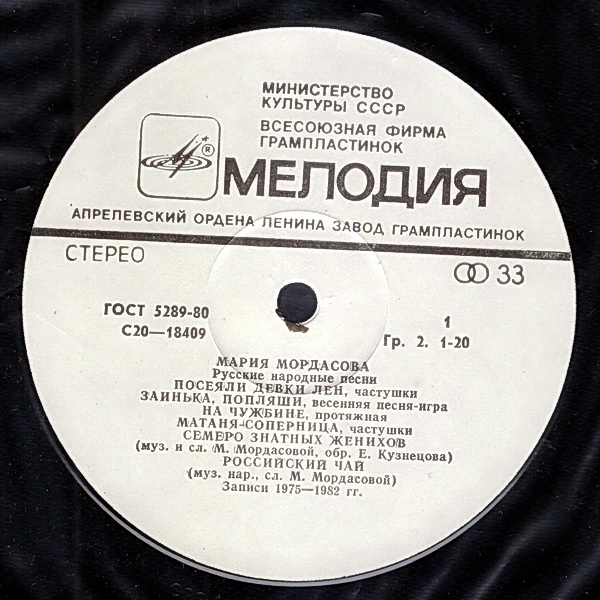 МИНИСТЕРСТВО
КУЛЬТУРЫ СССР
ВСЕСОЮЗНАЯ ФИРМА
ГРАМПЛАСТИНОК
®
МЕЛОДИЯ
АПРЕЛЕВСКИЙ ОРДЕНА ЛЕНИНА ЗАВОД ГРАМПЛАСТИНОК
СТЕРЕО
33
ГОСТ 5289-80
С20—18409
1
Гр. 2. 1-20
МАРИЯ МОРДАСОВА
Русские народные песни
ПОСЕЯЛИ ДЕВКИ ЛЕН, частушки
ЗАИНЬКА, ПОПЛЯШИ, весенняя песня-игра
НА ЧУЖБИНЕ, протяжная
МАТАНЯ-СОПЕРНИЦА, частушки
СЕМЕРО ЗНАТНЫХ ЖЕНИХОВ
(муз. и сл. М. Мордасовой, обр. Е. Кузнецова)
РОССИЙСКИЙ ЧАЙ
(муз. нар., сл. М. Мордасовой)
Записи 1975—1982 гг.